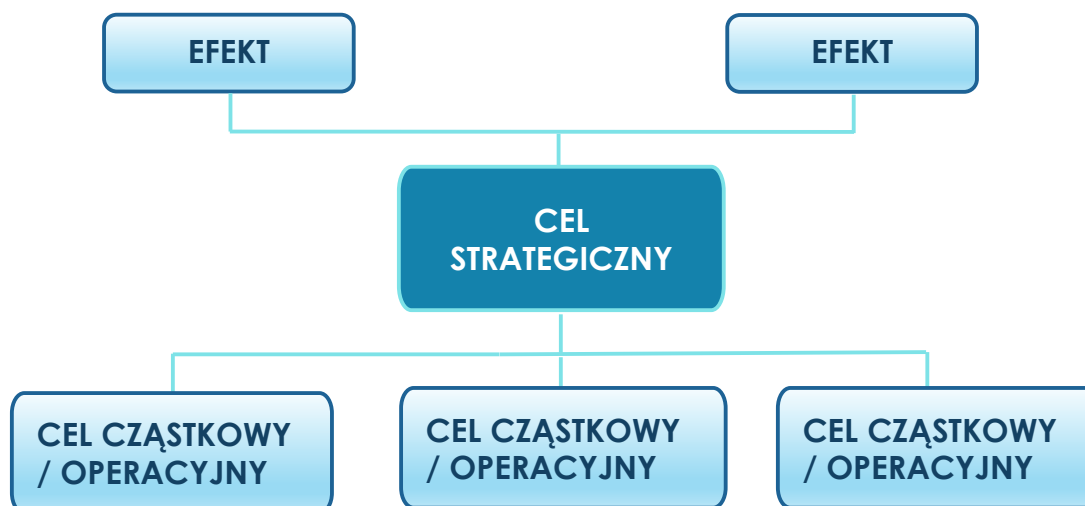 EFEKT
EFEKT
CEL
STRATEGICZNY
CEL CZĄSTKOWY
/ OPERACYJNY
CEL CZĄSTKOWY
/ OPERACYJNY
CEL CZĄSTKOWY
/ OPERACYJNY